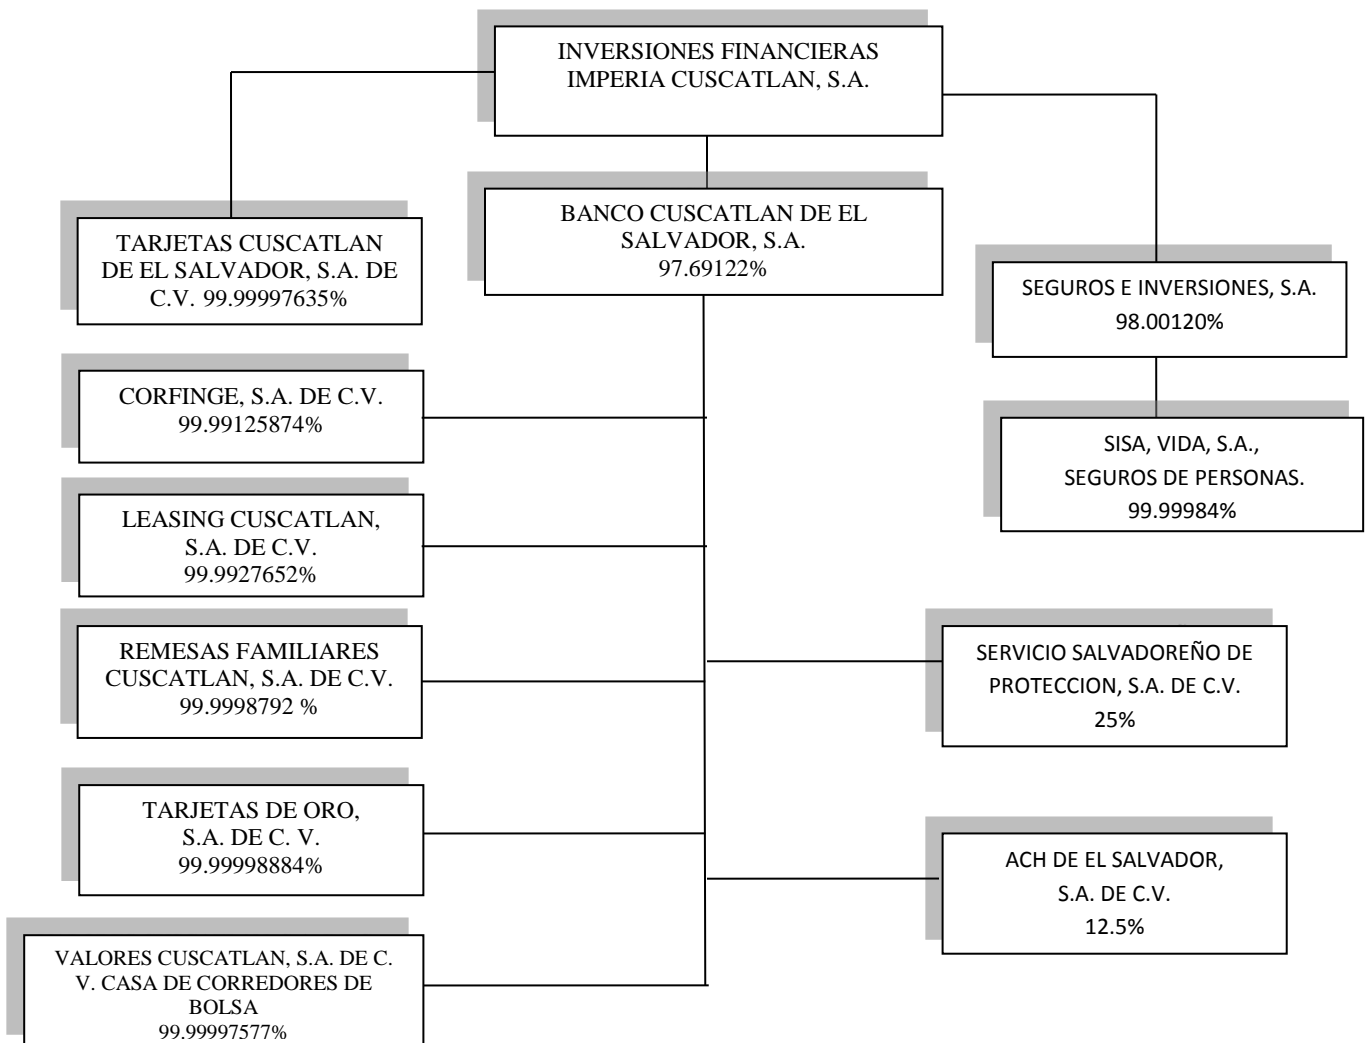 INVERSIONES FINANCIERAS
IMPERIA CUSCATLAN, S.A.
BANCO CUSCATLAN DE EL
SALVADOR, S.A.
97.69122%
TARJETAS CUSCATLAN
DE EL SALVADOR, S.A. DE
C.V. 99.99997635%
SEGUROS E INVERSIONES, S.A.
98.00120%
CORFINGE, S.A. DE C.V.
99.99125874%
SISA, VIDA, S.A.,
SEGUROS DE PERSONAS.
99.99984%
LEASING CUSCATLAN,
S.A. DE C.V.
99.9927652%
REMESAS FAMILIARES
CUSCATLAN, S.A. DE C.V.
99.9998792 %
SERVICIO SALVADOREÑO DE
PROTECCION, S.A. DE C.V.
25%
TARJETAS DE ORO,
S.A. DE C. V.
99.99998884%
ACH DE EL SALVADOR,
S.A. DE C.V.
12.5%
VALORES CUSCATLAN, S.A. DE C.
V. CASA DE CORREDORES DE
BOLSA
99.99997577%